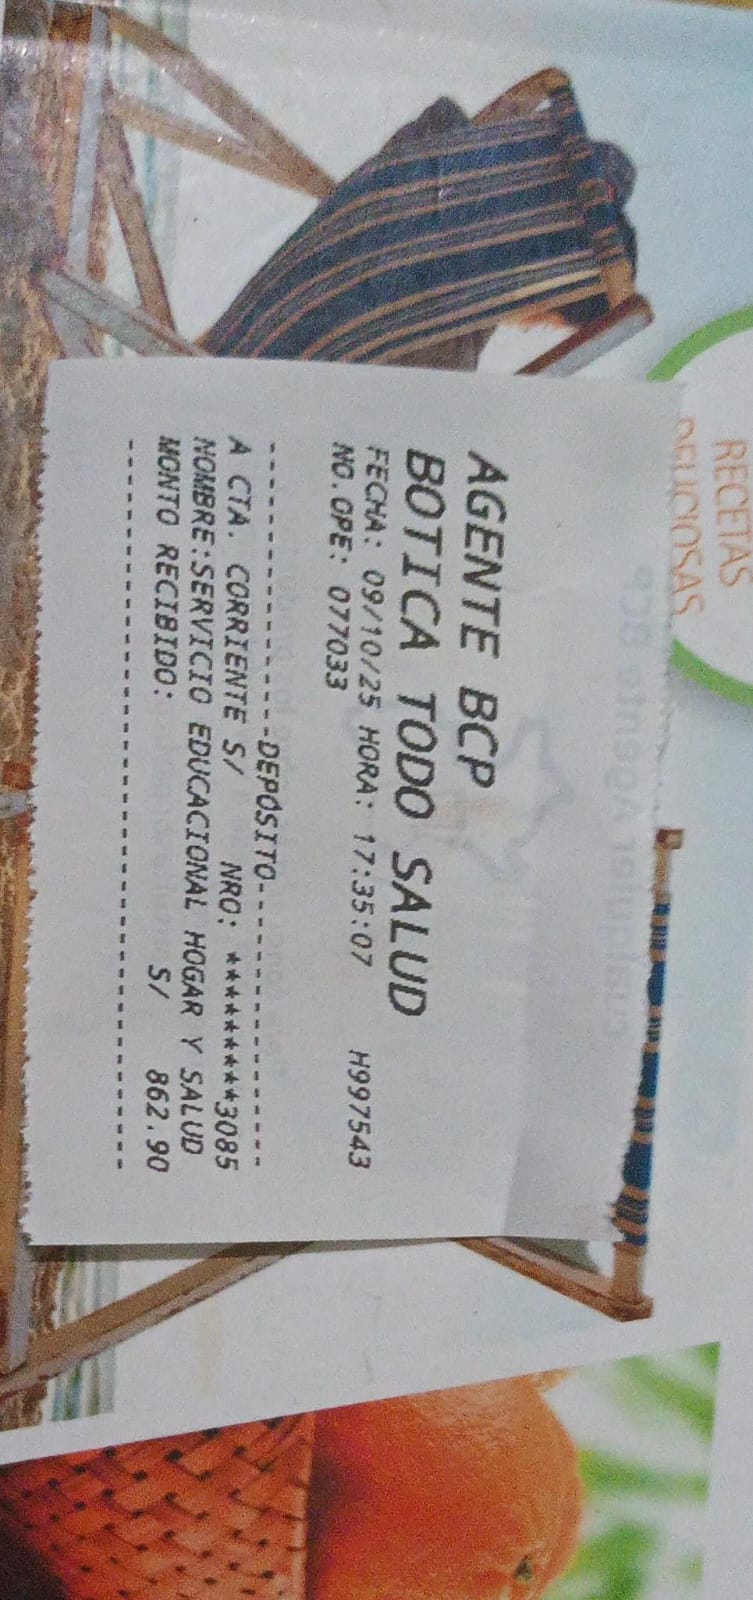 RECETAS
DELICIOSAS
AGENTE BCP
BOTICA TODO SALUD
FECHA: 09/10/25 HORA: 17:35:07 H997543
NO.OPE: 077033
--------------------DEPOSITO--------------------
A CTA. CORRIENTE S/ NRO: *********3085
NOMBRE:SERVICIO EDUCACIONAL HOGAR Y SALUD
MONTO RECIBIDO: S/ 862.90
------------------------------------------------